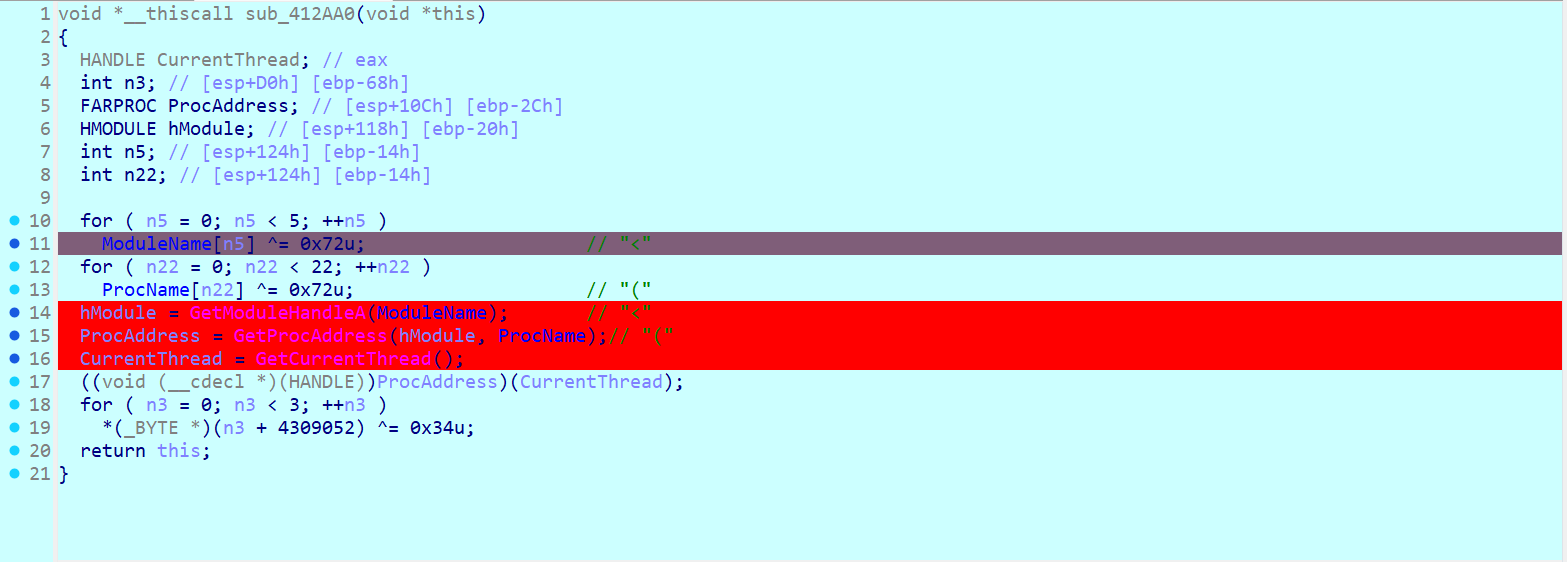 1 void *__thiscall sub_412AA0(void *this)
2 {
3 HANDLE CurrentThread; // eax
4 int n3; // [esp+D0h] [ebp-68h]
5 FARPROC ProcAddress; // [esp+10Ch] [ebp-2Ch]
6 HMODULE hModule; // [esp+118h] [ebp-20h]
7 int n5; // [esp+124h] [ebp-14h]
8 int n22; // [esp+124h] [ebp-14h]
9
10 for ( n5 = 0; n5 < 5; ++n5 )
11 ModuleName[n5] ^= 0x72u; // "<"
12 for ( n22 = 0; n22 < 22; ++n22 )
13 ProcName[n22] ^= 0x72u; // "("
14 hModule = GetModuleHandleA(ModuleName); // "<"
15 ProcAddress = GetProcAddress(hModule, ProcName);// "("
16 CurrentThread = GetCurrentThread();
17 ((void (__cdecl *)(HANDLE))ProcAddress)(CurrentThread);
18 for ( n3 = 0; n3 < 3; ++n3 )
19 *(_BYTE *)(n3 + 4309052) ^= 0x34u;
20 return this;
21 }